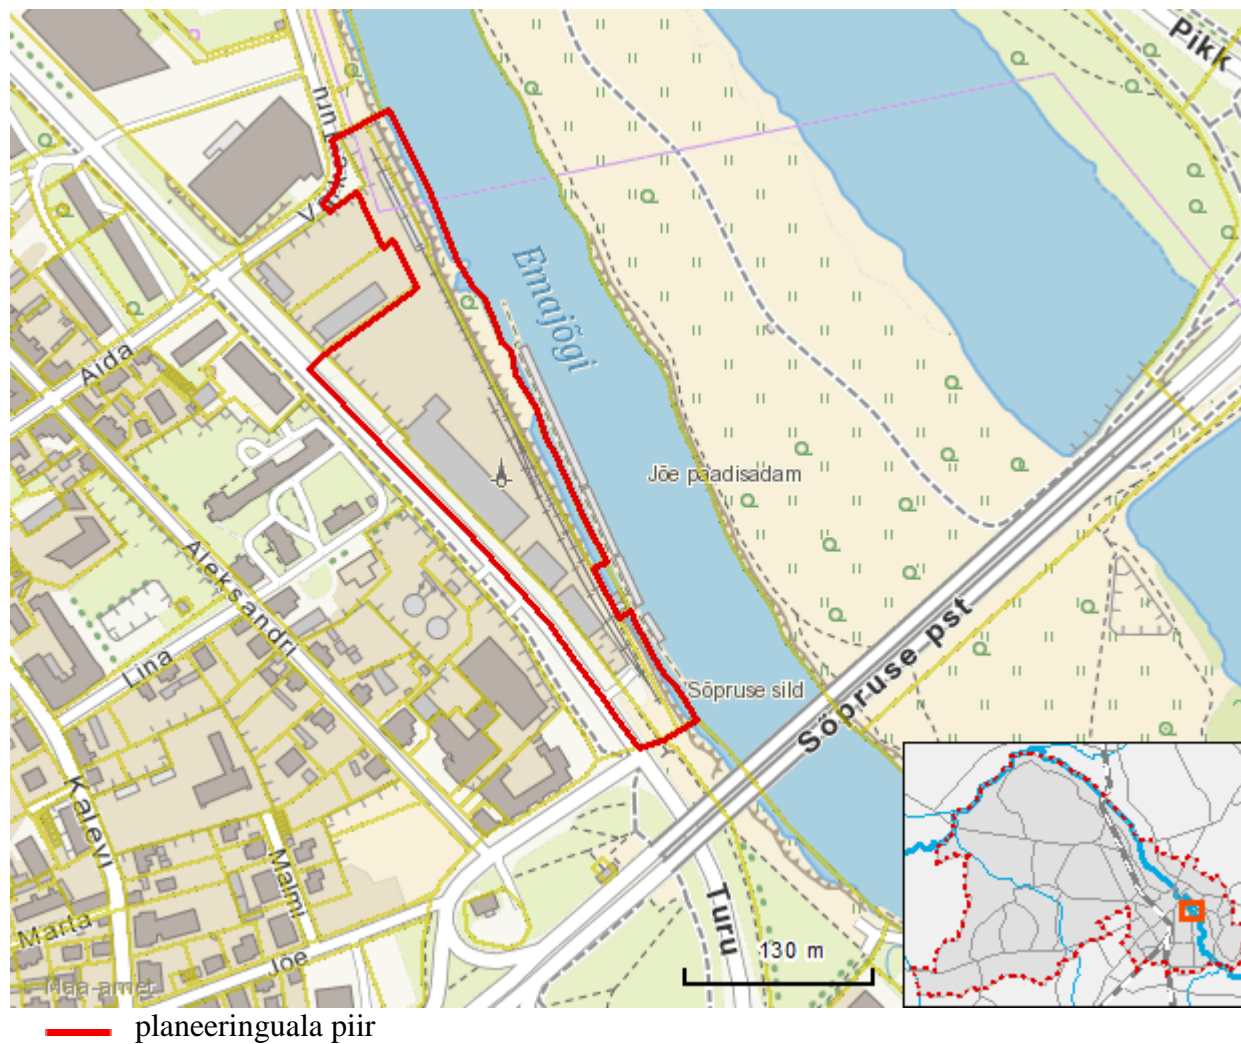 Pikk
Emajõgi
Aida
Jõe paadisadam
Aleksandri
Lina
Sõpruse pst
Sõpruse sild
Kalevi
Malmi
Turu
Marta
Jõe
130 m
Maa-amet
planeeringuala piir